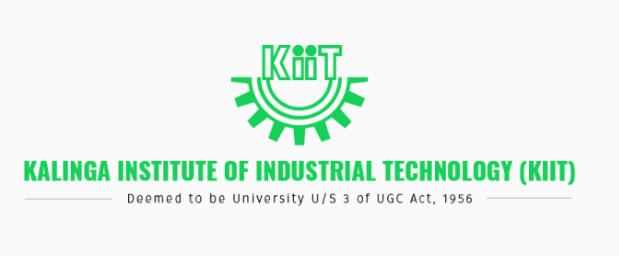 KiiT
KALINGA INSTITUTE OF INDUSTRIAL TECHNOLOGY (KIIT)
Deemed to be University U/S 3 of UGC Act, 1956